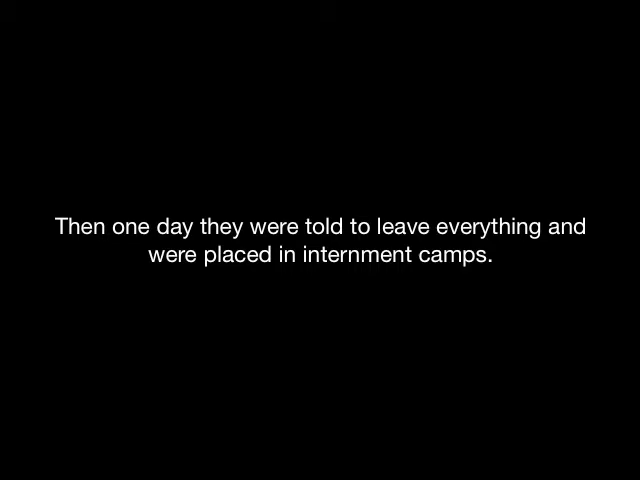 Then one day they were told to leave everything and
were placed in internment camps.